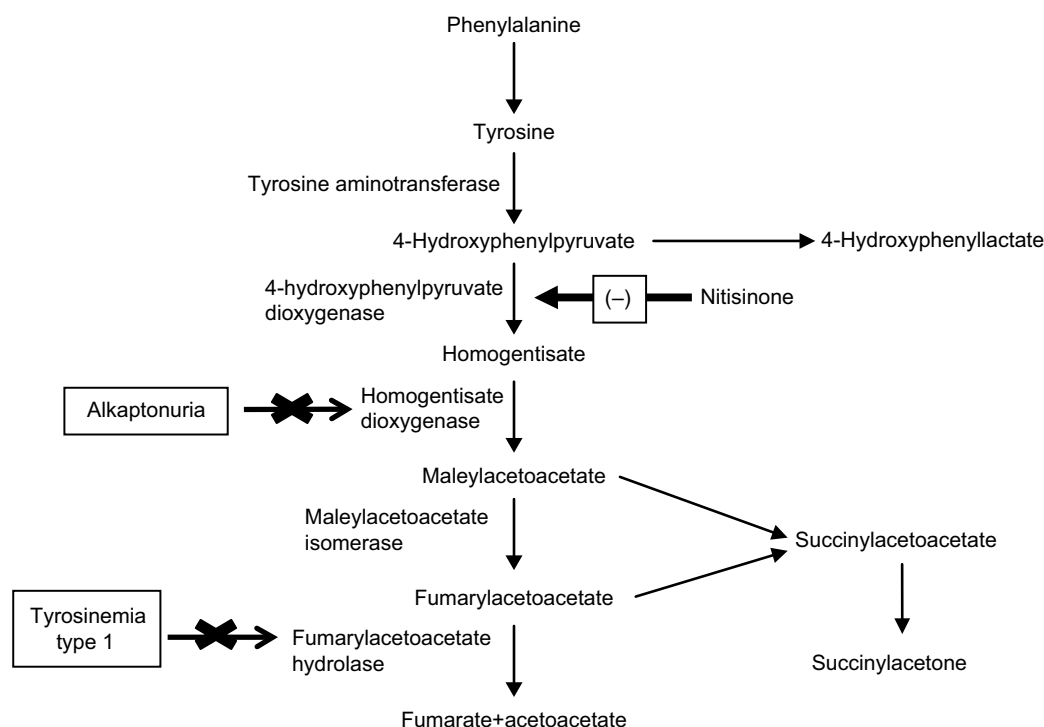 Phenylalanine
Tyrosine
Tyrosine aminotransferase
4-Hydroxyphenylpyruvate
4-Hydroxyphenyllactate
4-hydroxyphenylpyruvate
dioxygenase
(–)
Nitisinone
Homogentisate
Alkaptonuria
Homogentisate
dioxygenase
Maleylacetoacetate
Maleylacetoacetate
isomerase
Succinylacetoacetate
Fumarylacetoacetate
Tyrosinemia
type 1
Fumarylacetoacetate
hydrolase
Succinylacetone
Fumarate+acetoacetate